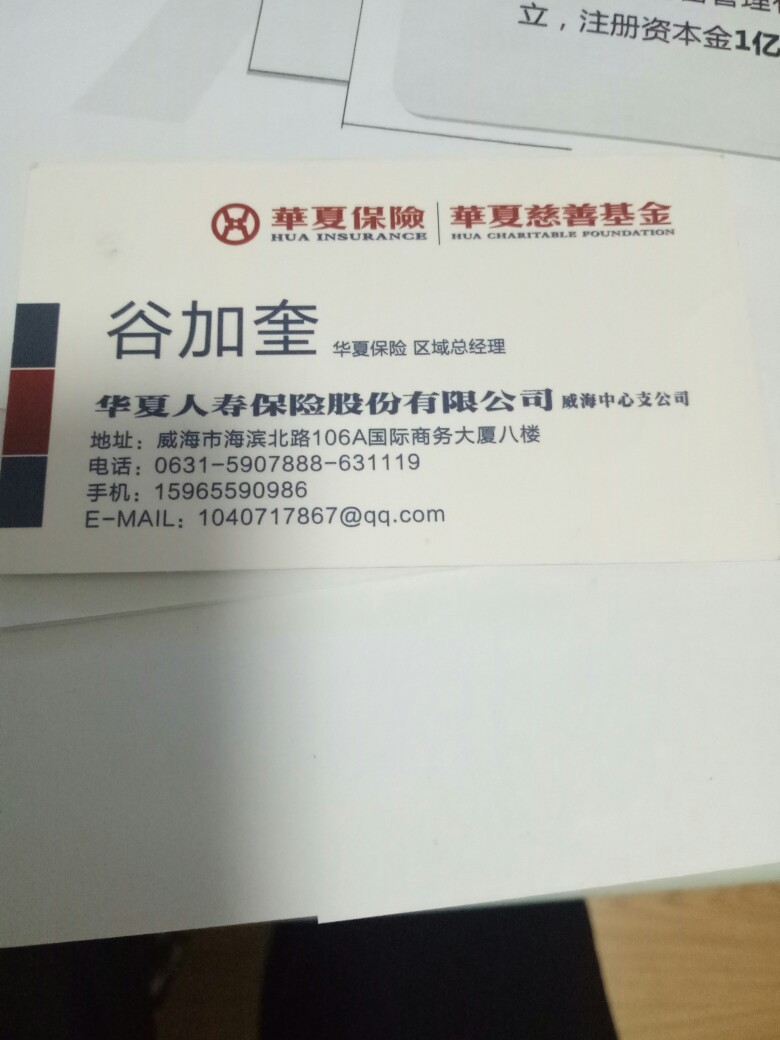 立，注册资本金1亿
華夏保險 華夏慈善基金
HUA INSURANCE HUA CHARITABLE FOUNDATION
谷加奎 华夏保险 区域总经理
华夏人寿保险股份有限公司 威海中心支公司
地址：威海市海滨北路106A国际商务大厦八楼
电话：0631-5907888-631119
手机：15965590986
E-MAIL：1040717867@qq.com